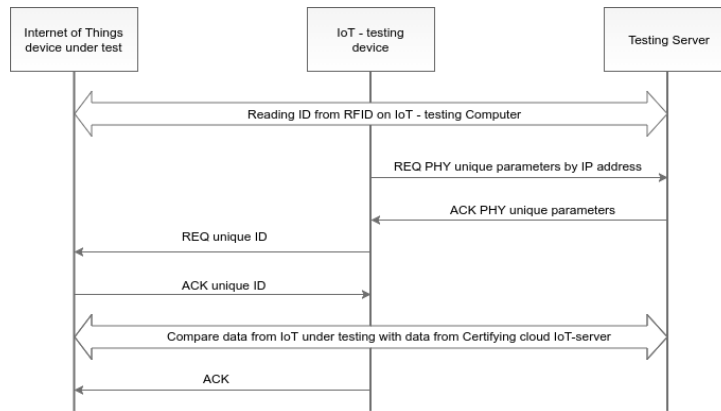 Internet of Things
device under test
IoT - testing
device
Testing Server
Reading ID from RFID on IoT - testing Computer
REQ PHY unique parameters by IP address
ACK PHY unique parameters
REQ unique ID
ACK unique ID
Compare data from IoT under testing with data from Certifying cloud IoT-server
ACK